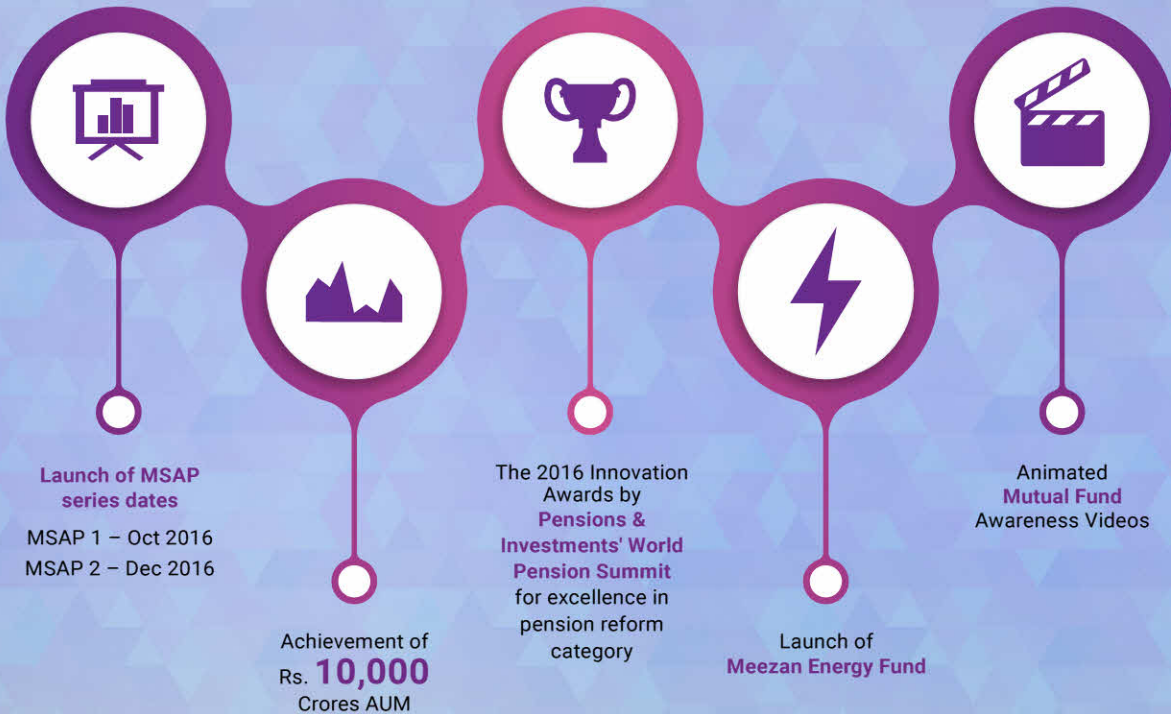 Launch of MSAP
series dates
MSAP 1 – Oct 2016
MSAP 2 – Dec 2016
Achievement of
Rs. 10,000
Crores AUM
The 2016 Innovation
Awards by
Pensions &
Investments' World
Pension Summit
for excellence in
pension reform
category
Launch of
Meezan Energy Fund
Animated
Mutual Fund
Awareness Videos